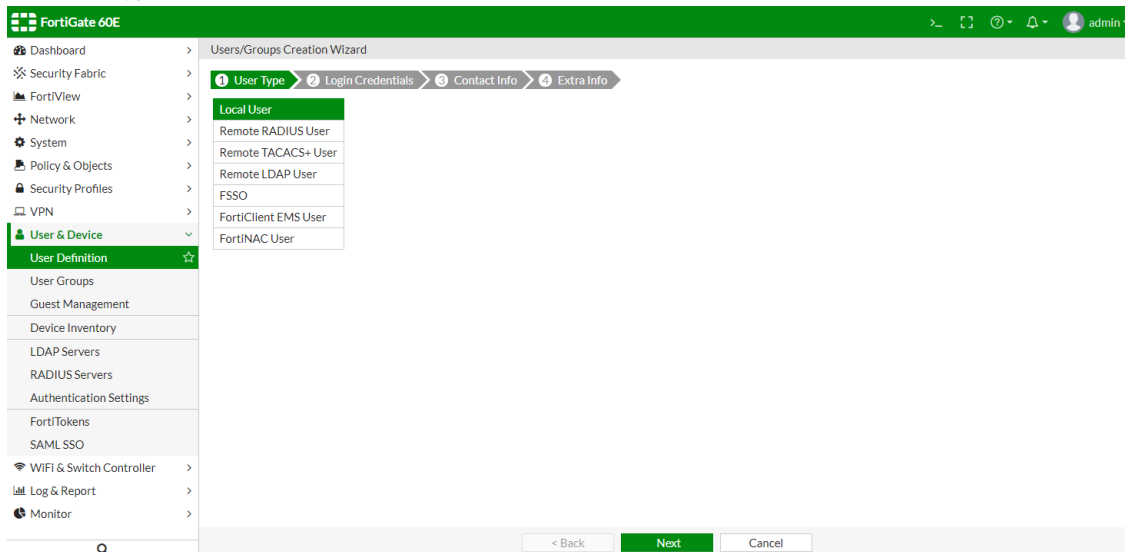 FortiGate 60E
>_
admin
Dashboard
Security Fabric
FortiView
Network
System
Policy & Objects
Security Profiles
VPN
User & Device
User Definition
User Groups
Guest Management
Device Inventory
LDAP Servers
RADIUS Servers
Authentication Settings
FortiTokens
SAML SSO
WiFi & Switch Controller
Log & Report
Monitor
Users/Groups Creation Wizard
1 User Type 2 Login Credentials 3 Contact Info 4 Extra Info
Local User
Remote RADIUS User
Remote TACACS+ User
Remote LDAP User
FSSO
FortiClient EMS User
FortiNAC User
< Back Next Cancel